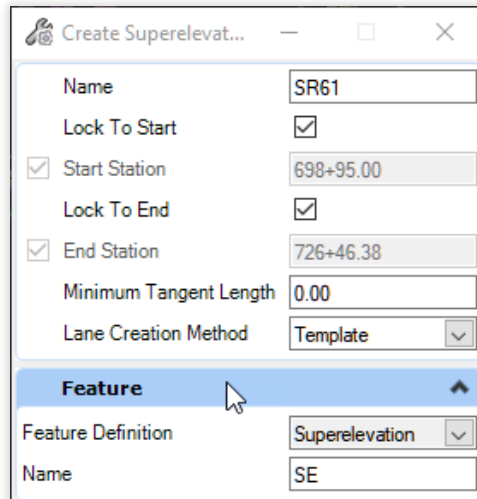 Create Superelevat...
Name SR61
Lock To Start
Start Station 698+95.00
Lock To End
End Station 726+46.38
Minimum Tangent Length 0.00
Lane Creation Method Template
Feature
Feature Definition Superelevation
Name SE